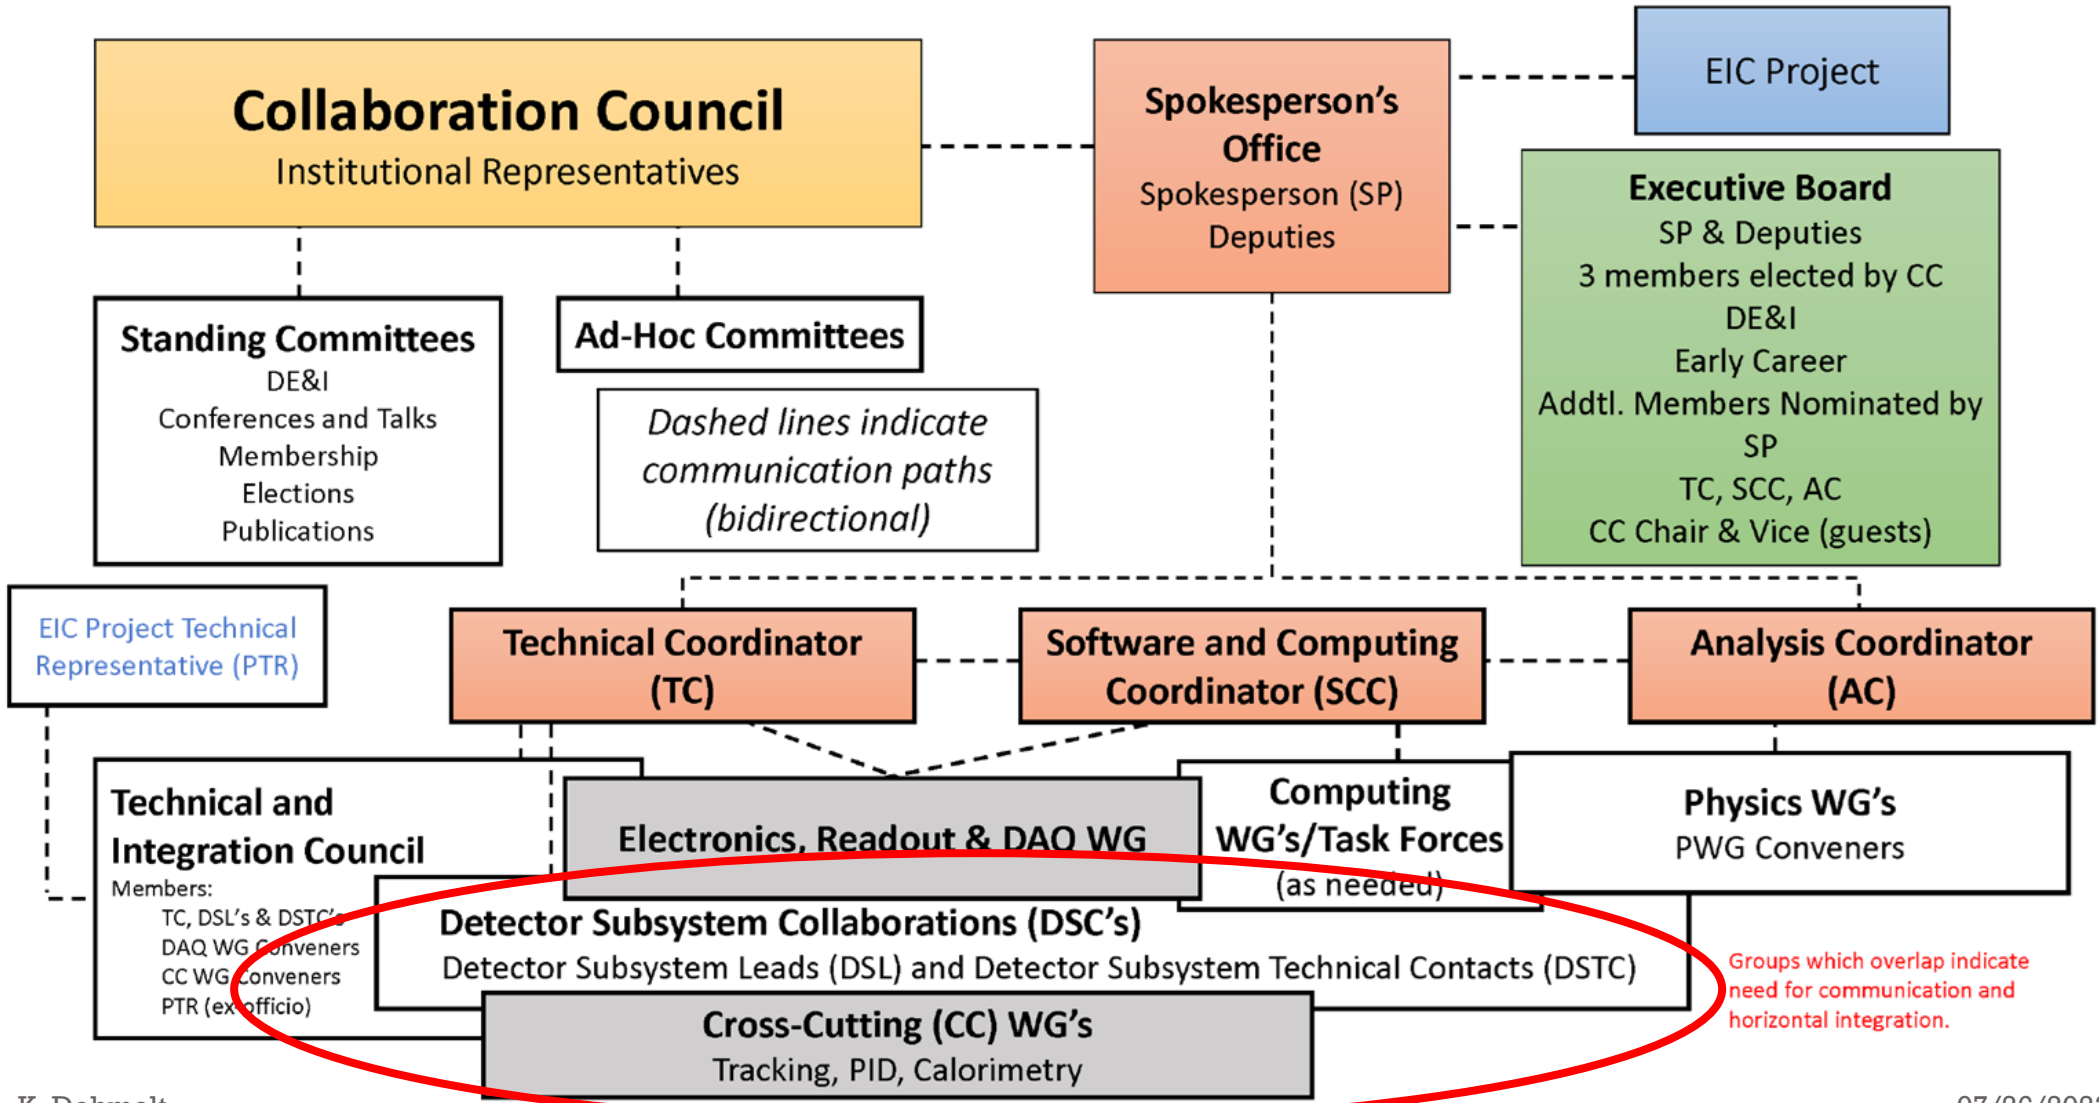 Collaboration Council
Institutional Representatives
Spokesperson’s
Office
Spokesperson (SP)
Deputies
EIC Project
Executive Board
SP & Deputies
3 members elected by CC
DE&I
Early Career
Addtl. Members Nominated by
SP
TC, SCC, AC
CC Chair & Vice (guests)
Standing Committees
DE&I
Conferences and Talks
Membership
Elections
Publications
Ad-Hoc Committees
Dashed lines indicate
communication paths
(bidirectional)
EIC Project Technical
Representative (PTR)
Technical Coordinator
(TC)
Software and Computing
Coordinator (SCC)
Analysis Coordinator
(AC)
Technical and
Integration Council
Members:
TC, DSL’s & DSTC’s
DAQ WG Conveners
CC WG Conveners
PTR (ex-officio)
Electronics, Readout & DAQ WG
Computing
WG’s/Task Forces
(as needed)
Physics WG’s
PWG Conveners
Detector Subsystem Collaborations (DSC’s)
Detector Subsystem Leads (DSL) and Detector Subsystem Technical Contacts (DSTC)
Cross-Cutting (CC) WG’s
Tracking, PID, Calorimetry
Groups which overlap indicate
need for communication and
horizontal integration.